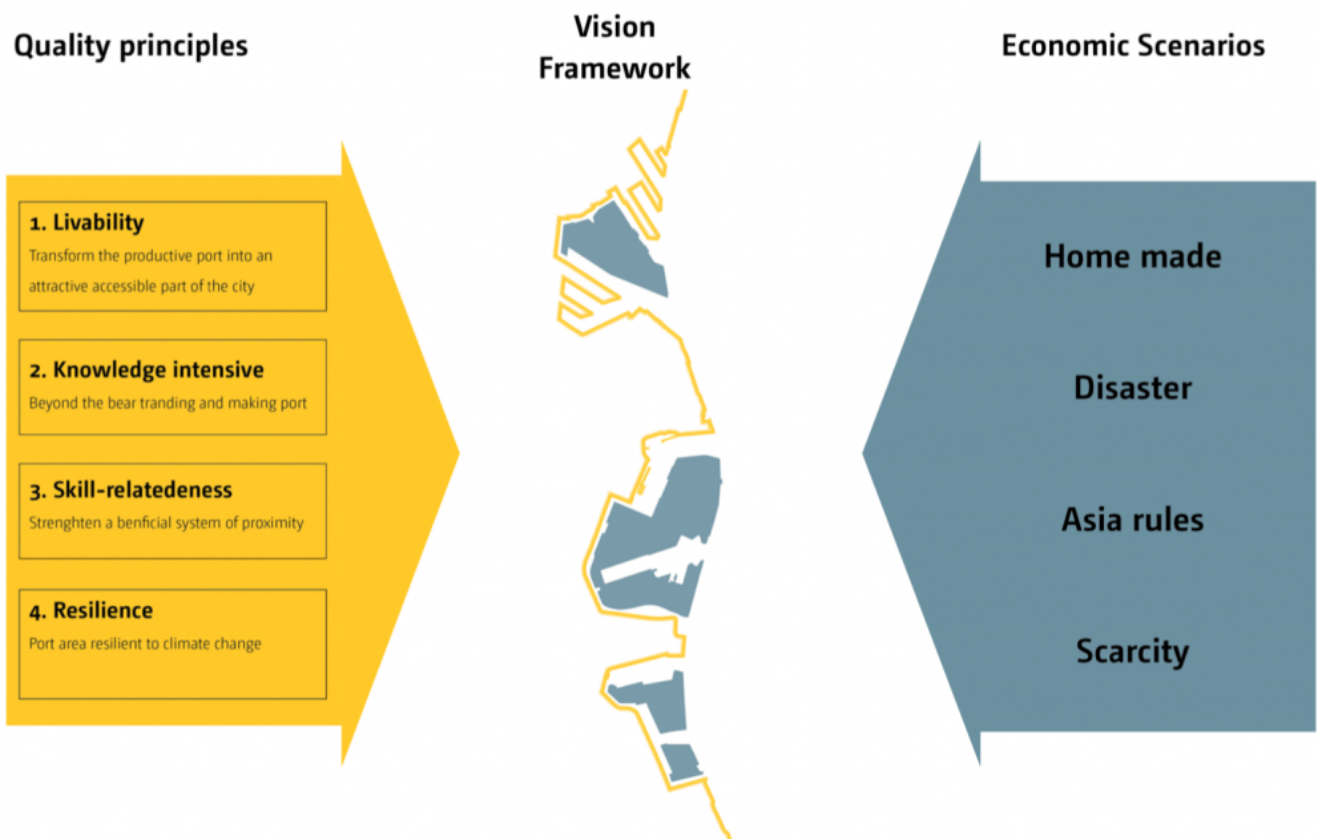 Quality principles
Vision
Framework
Economic Scenarios
1. Livability
Transform the productive port into an
attractive accessible part of the city
2. Knowledge intensive
Beyond the bear tranding and making port
3. Skill-relatedeness
Strenghten a benficial system of proximity
4. Resilience
Port area resilient to climate change
Home made
Disaster
Asia rules
Scarcity